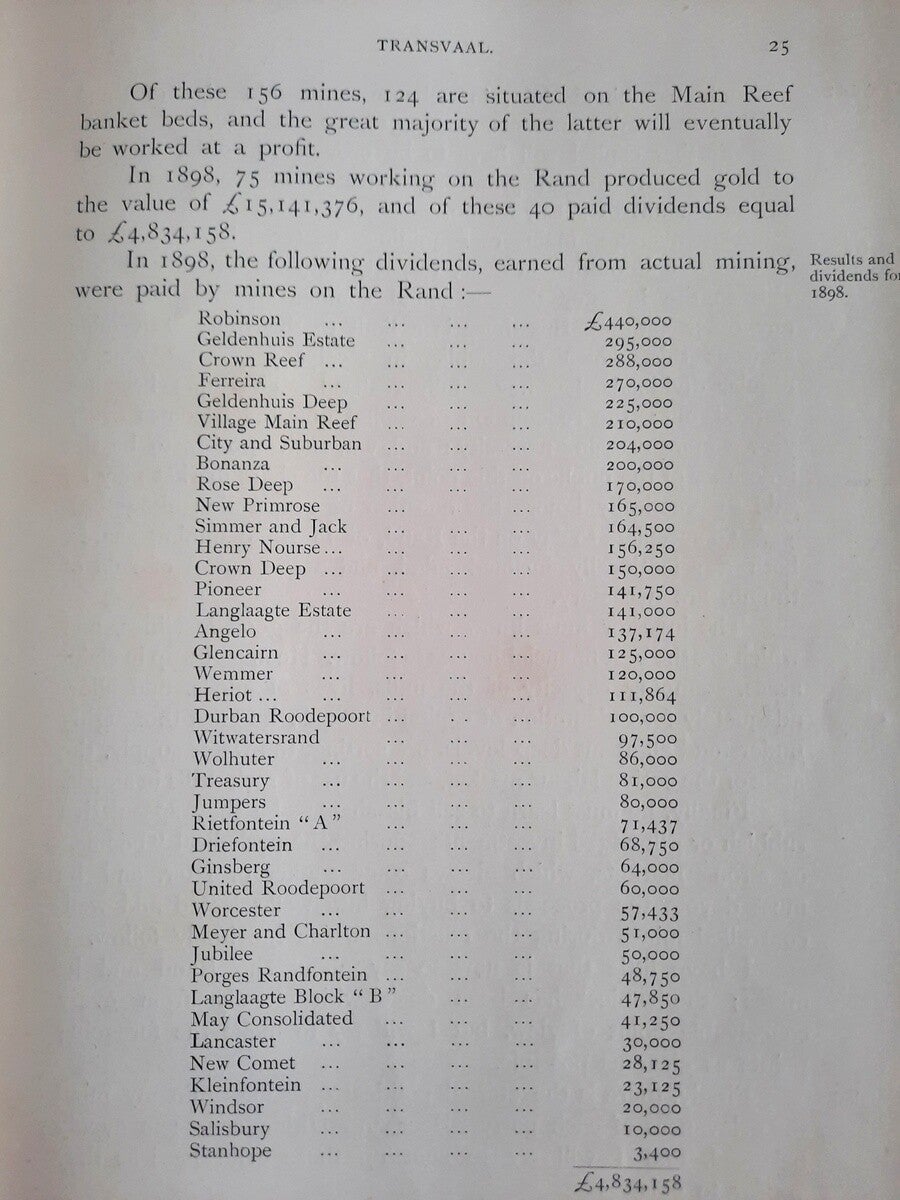 TRANSVAAL. 25
Of these 156 mines, 124 are situated on the Main Reef
banket beds, and the great majority of the latter will eventually
be worked at a profit.
In 1898, 75 mines working on the Rand produced gold to
the value of £15,141,376, and of these 40 paid dividends equal
to £4,834,158.
In 1898, the following dividends, earned from actual mining,
were paid by mines on the Rand :—
Results and
dividends for
1898.
Robinson ... ... ... ... £440,000
Geldenhuis Estate ... ... ... 295,000
Crown Reef ... ... ... ... 288,000
Ferreira ... ... ... ... 270,000
Geldenhuis Deep ... ... ... 225,000
Village Main Reef ... ... ... 210,000
City and Suburban ... ... ... 204,000
Bonanza ... ... ... ... 200,000
Rose Deep ... ... ... ... 170,000
New Primrose ... ... ... 165,000
Simmer and Jack ... ... ... 164,500
Henry Nourse ... ... ... ... 156,250
Crown Deep ... ... ... ... 150,000
Pioneer ... ... ... ... 141,750
Langlaagte Estate ... ... ... 141,000
Angelo ... ... ... ... 137,174
Glencairn ... ... ... ... 125,000
Wemmer ... ... ... ... 120,000
Heriot ... ... ... ... ... 111,864
Durban Roodepoort ... . . ... 100,000
Witwatersrand ... ... ... 97,500
Wolhuter ... ... ... ... 86,000
Treasury ... ... ... ... 81,000
Jumpers ... ... ... ... 80,000
Rietfontein "A" ... ... ... 71,437
Driefontein ... ... ... ... 68,750
Ginsberg ... ... ... ... 64,000
United Roodepoort ... ... ... 60,000
Worcester ... ... ... ... 57,433
Meyer and Charlton ... ... ... 51,000
Jubilee ... ... ... ... 50,000
Porges Randfontein ... ... ... 48,750
Langlaagte Block "B" ... ... 47,850
May Consolidated ... ... ... 41,250
Lancaster ... ... ... ... 30,000
New Comet ... ... ... ... 28,125
Kleinfontein ... ... ... ... 23,125
Windsor ... ... ... ... 20,000
Salisbury ... ... ... ... 10,000
Stanhope ... ... ... ... 3,400
£4,834,158